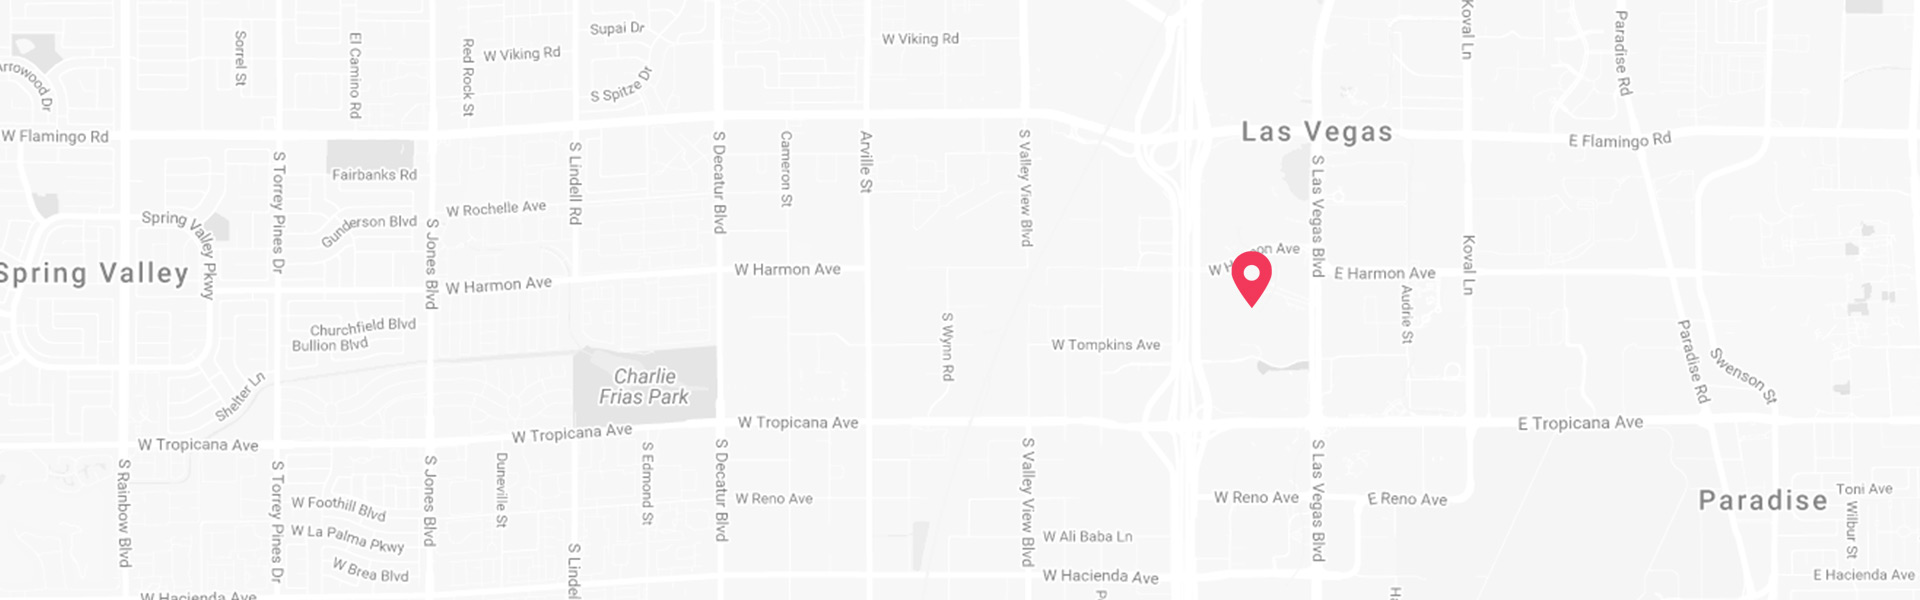 Supai Dr
Koval Ln
Paradise Rd
Sorrel St
El Camino Rd
Red Rock St
W Viking Rd
W Viking Rd
Arrowood Dr
S Spitze Dr
W Flamingo Rd
Las Vegas
E Flamingo Rd
S Torrey Pines Dr
Fairbanks Rd
S Lindell Rd
S Decatur Blvd
Cameron St
Arville St
S Valley View Blvd
S Las Vegas Blvd
Spring Valley Pkwy
Gunderson Blvd
W Rochelle Ave
S Jones Blvd
on Ave
W H
Koval Ln
Spring Valley
W Harmon Ave
W Harmon Ave
E Harmon Ave
Audrie St
Churchfield Blvd
Bullion Blvd
S Wynn Rd
W Tompkins Ave
Paradise Rd
Swenson St
Shelter Ln
Charlie
Frias Park
W Tropicana Ave
W Tropicana Ave
W Tropicana Ave
E Tropicana Ave
S Rainbow Blvd
S Torrey Pines Dr
S Jones Blvd
Duneville St
S Edmond St
S Decatur Blvd
S Valley View Blvd
S Las Vegas Blvd
W Foothill Blvd
W Reno Ave
W Reno Ave
E Reno Ave
Paradise
Toni Ave
Wilbur St
W La Palma Pkwy
W Ali Baba Ln
W Brea Blvd
S Lindel
W Hacienda Ave
E Hacienda Ave
W Hacienda Ave
P
Ha